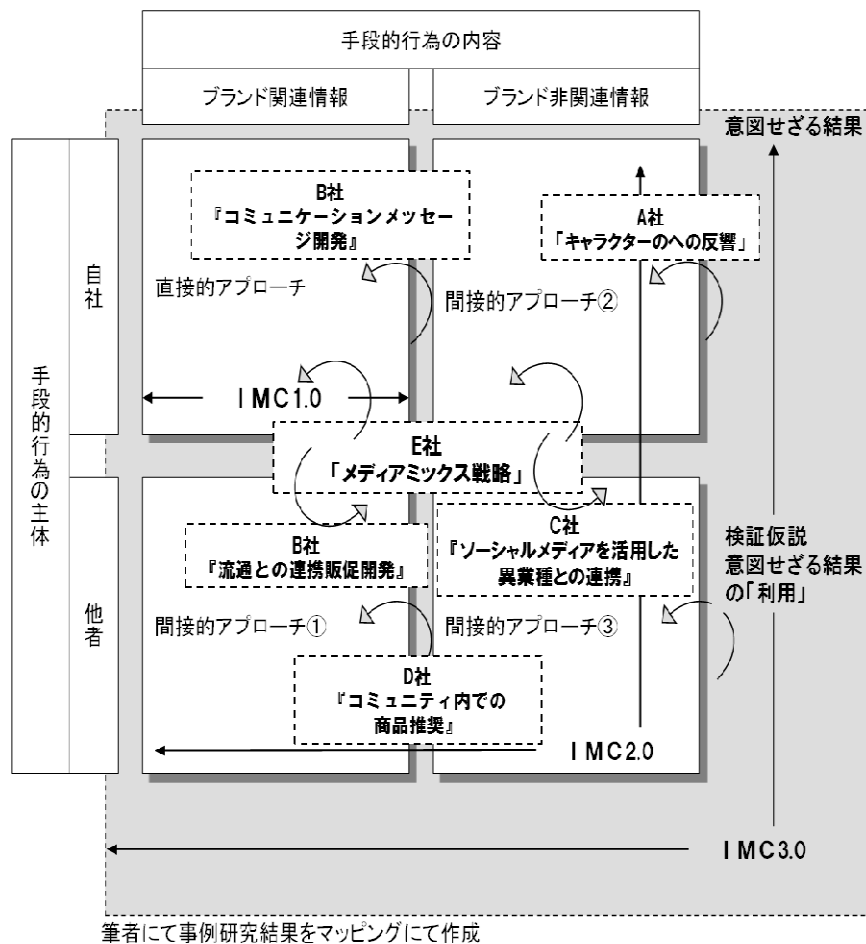 手段的行為の内容
ブランド関連情報
ブランド非関連情報
意図せざる結果
手段的行為の主体
自社
B社
『コミュニケーションメッセー
ジ開発』
直接的アプローチ
A社
「キャラクターのへの反響」
間接的アプローチ②
IMC1.0
E社
「メディアミックス戦略」
他者
B社
『流通との連携販促開発』
間接的アプローチ①
C社
『ソーシャルメディアを活用した
異業種との連携』
間接的アプローチ③
検証仮説
意図せざる結果
の「利用」
D社
『コミュニティ内での
商品推奨』
IMC2.0
IMC3.0
筆者にて事例研究結果をマッピングにて作成